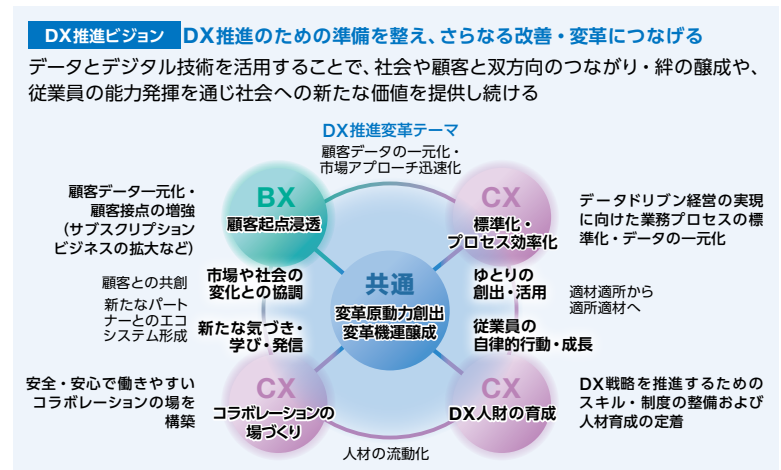 DX推進ビジョン DX推進のための準備を整え、さらなる改善・変革につなげる
データとデジタル技術を活用することで、社会や顧客と双方向のつながり・絆の醸成や、
従業員の能力発揮を通じ社会への新たな価値を提供し続ける
DX推進変革テーマ
顧客データの一元化・
市場アプローチ迅速化
顧客データ一元化・
顧客接点の増強
(サブスクリプション
ビジネスの拡大など)
BX
顧客起点浸透
CX
標準化・
プロセス効率化
データドリブン経営の実現
に向けた業務プロセスの標
準化・データの一元化
顧客との共創
新たなパート
ナーとのエコ
システム形成
市場や社会の
変化との協調
新たな気づき・
学び・発信
共通
変革原動力創出
変革機運醸成
ゆとりの
創出・活用
従業員の
自律的行動・成長
適材適所から
適所適材へ
安全・安心で働きやすい
コラボレーションの場を
構築
CX
コラボレーションの
場づくり
CX
DX人財の育成
DX戦略を推進するための
スキル・制度の整備および
人材育成の定着
人材の流動化